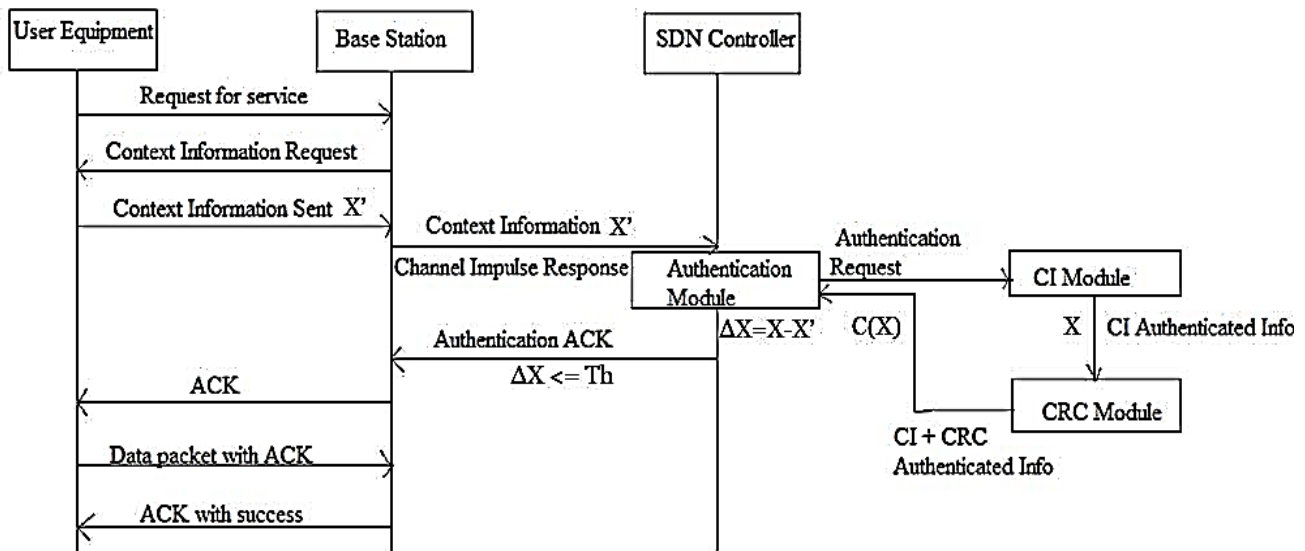 User Equipment
Base Station
SDN Controller
Request for service
Context Information Request
Context Information Sent X’
Context Information X’
Channel Impulse Response
Authentication
Module
Authentication
Request
CI Module
C(X)
X
CI Authenticated Info
ΔX=X-X’
Authentication ACK
ΔX <= Th
CRC Module
CI + CRC
Authenticated Info
ACK
Data packet with ACK
ACK with success